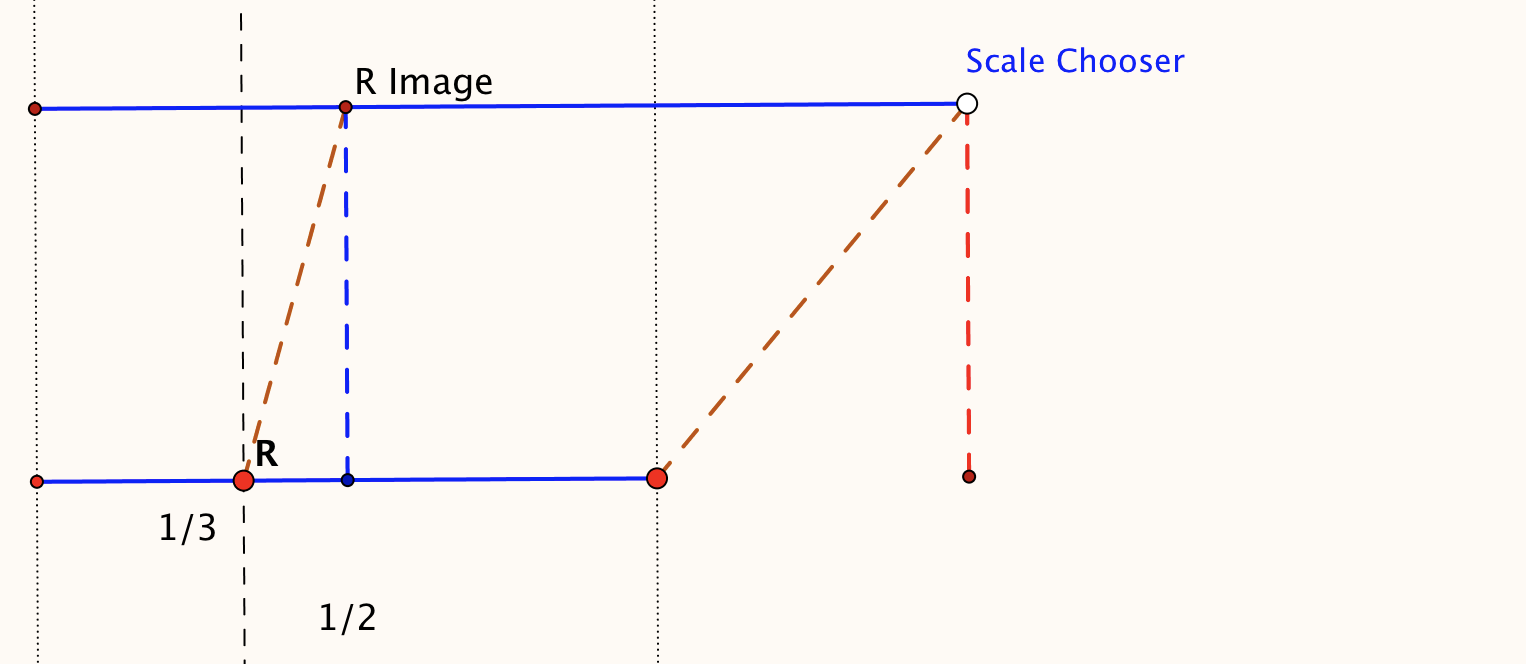 Scale Chooser
R Image
R
1/3
1/2